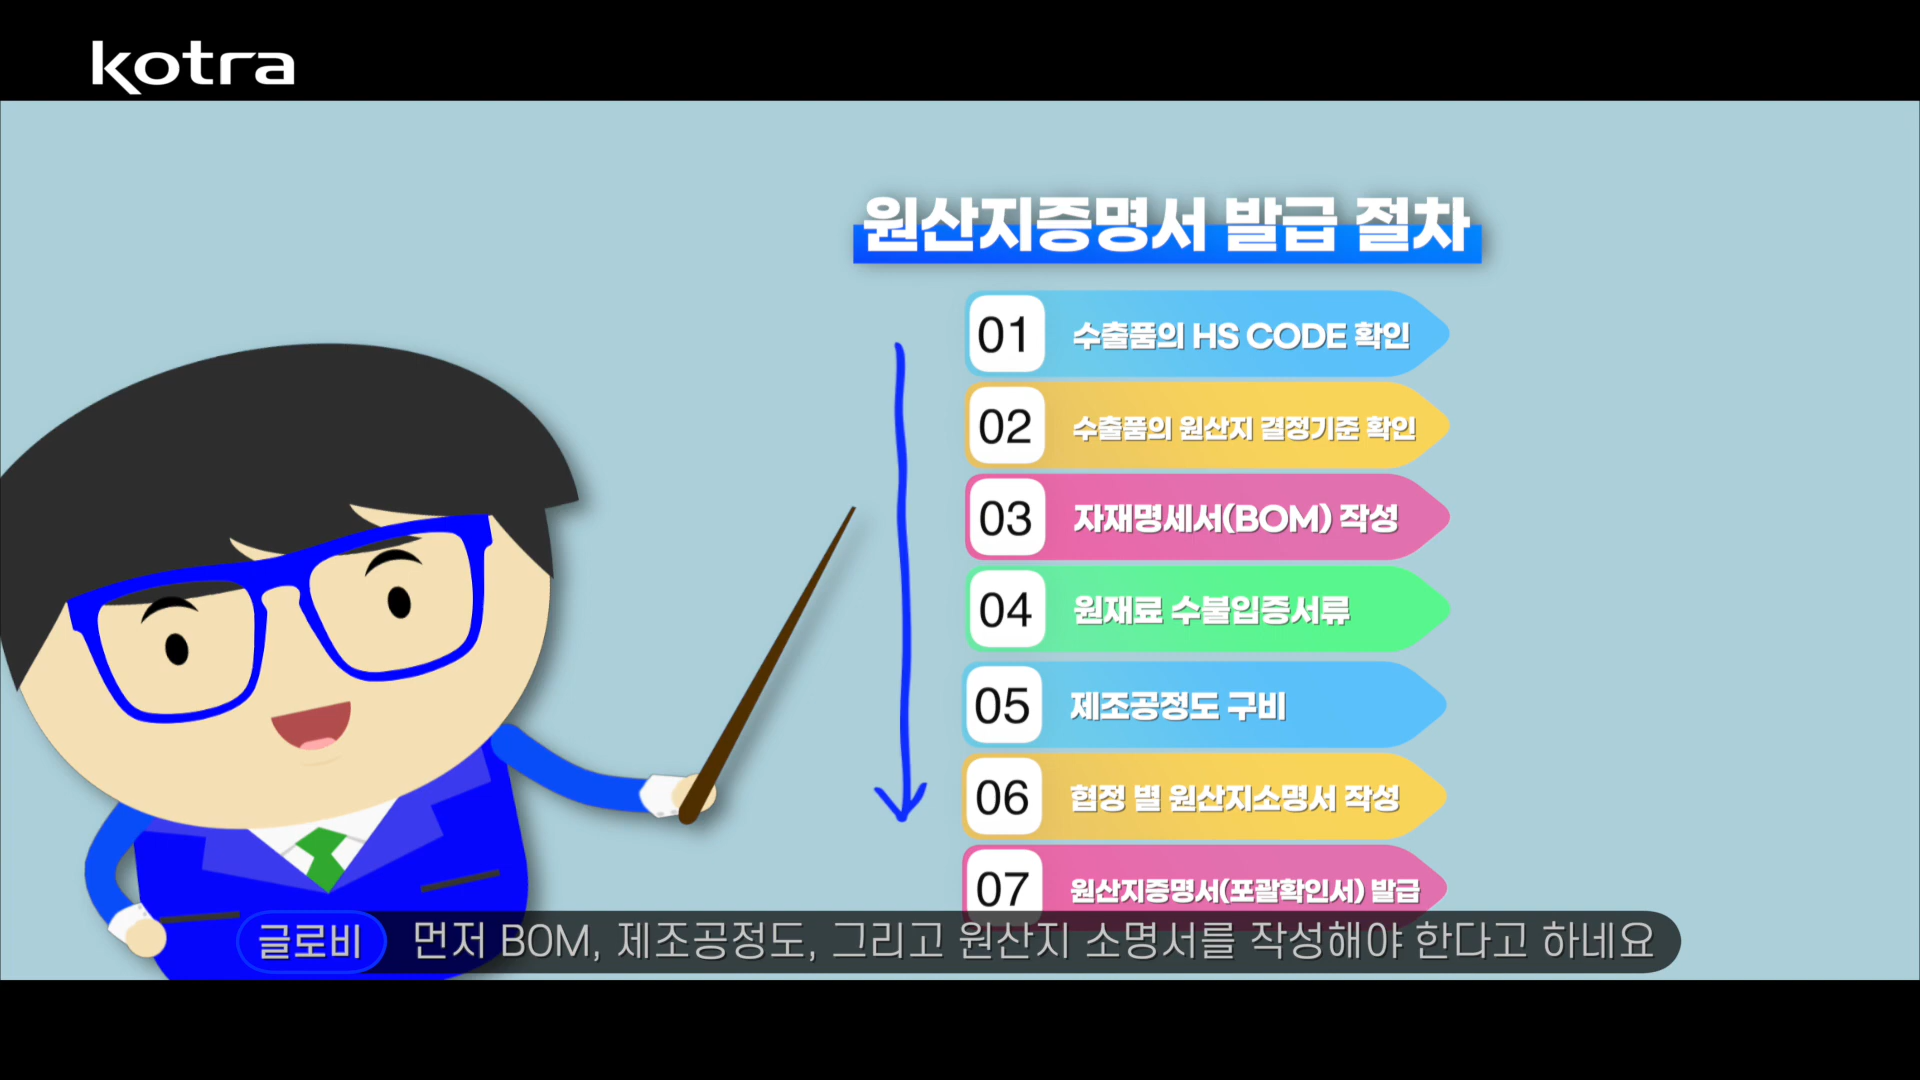 kotra
원산지증명서 발급 절차
01 수출품의 HS CODE 확인
02 수출품의 원산지 결정기준 확인
03 자재명세서(BOM) 작성
04 원재료 수불입증서류
05 제조공정도 구비
06 협정 별 원산지소명서 작성
07 원산지증명서(포괄확인서) 발급
글로비 먼저 BOM, 제조공정도, 그리고 원산지 소명서를 작성해야 한다고 하네요